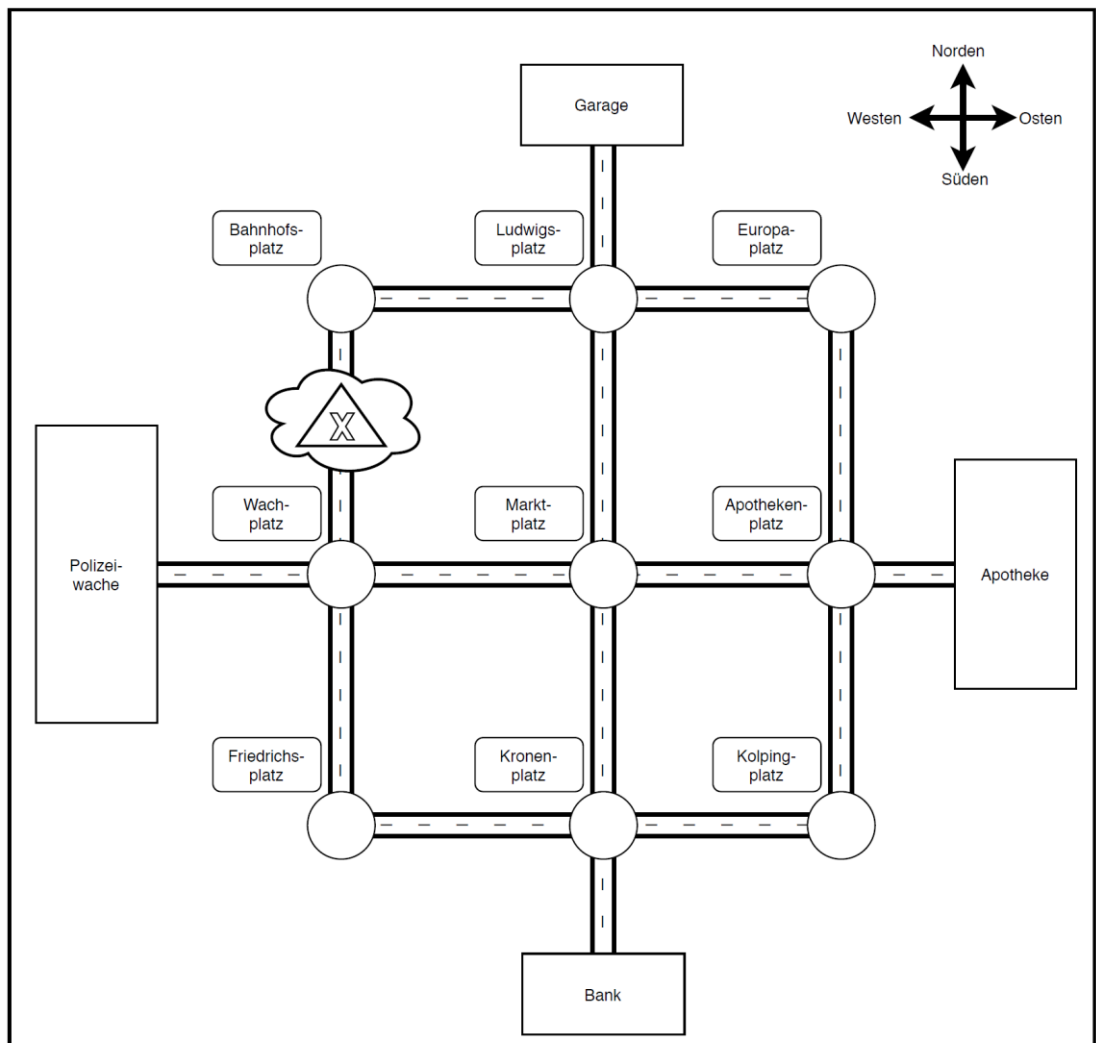 Norden
Garage
Westen
Osten
Süden
Bahnhofs-
platz
Ludwigs-
platz
Europa-
platz
X
Wach-
platz
Markt-
platz
Apotheken-
platz
Polizei-
wache
Apotheke
Friedrichs-
platz
Kronen-
platz
Kolping-
platz
Bank